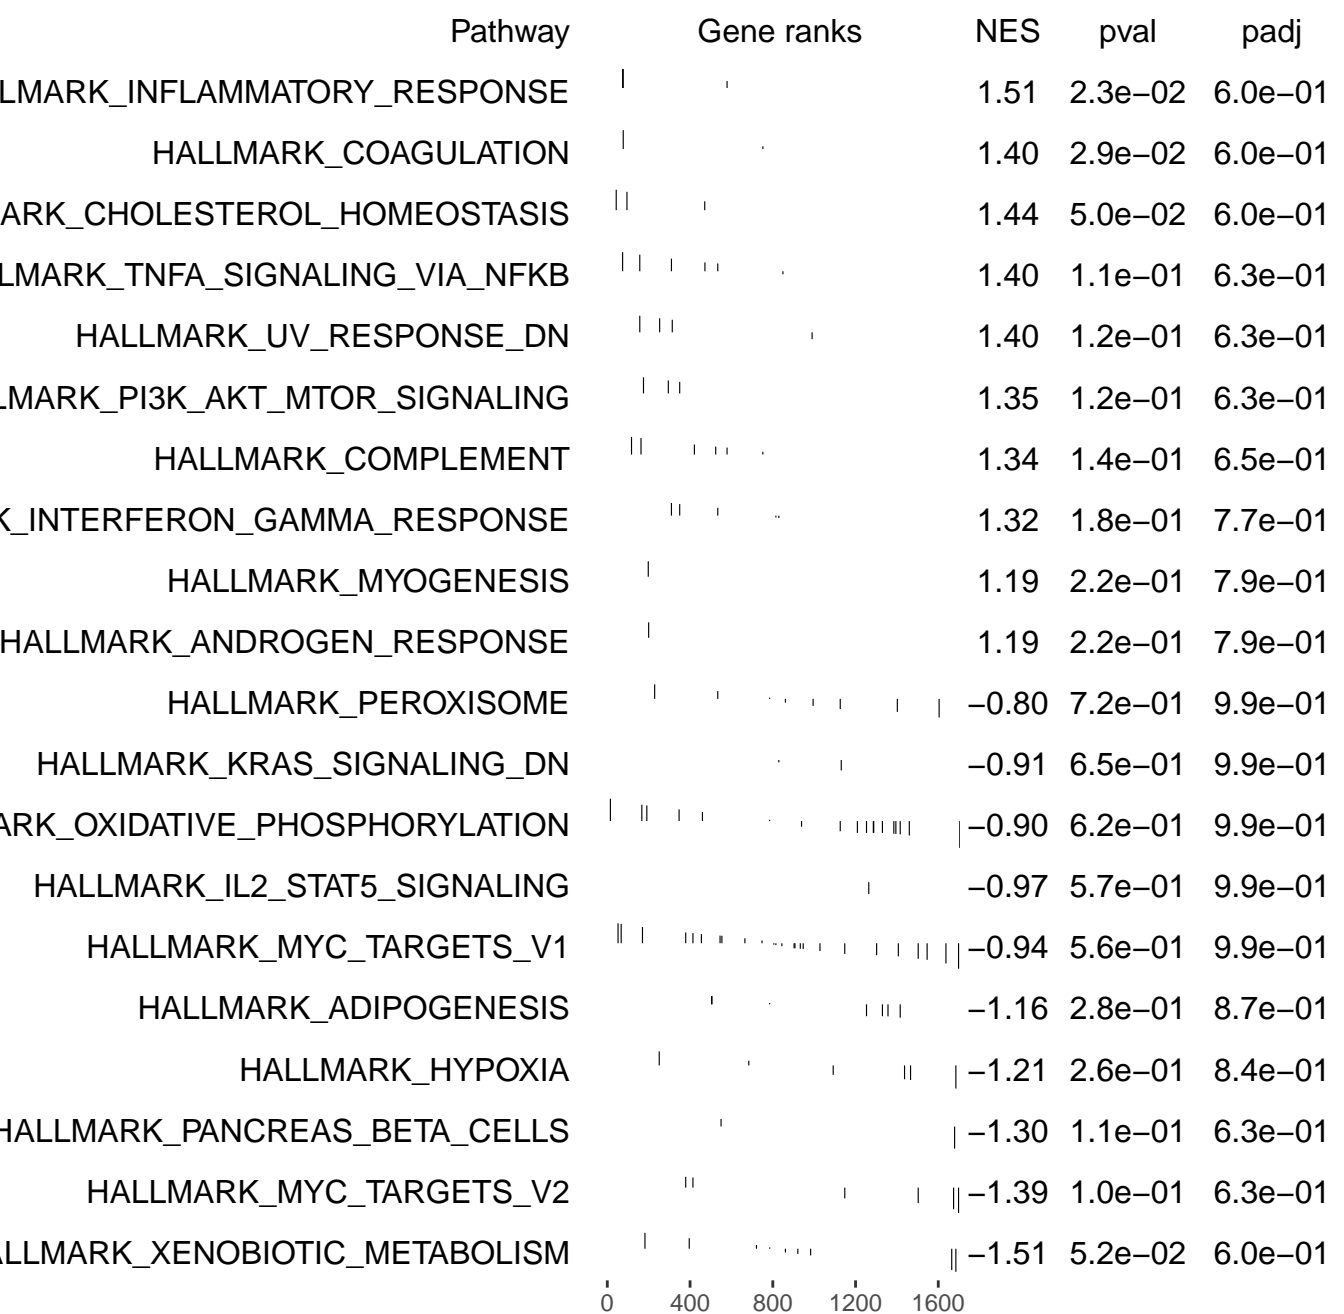 Pathway Gene ranks NES pval padj
LMARK_INFLAMMATORY_RESPONSE 1.51 2.3e−02 6.0e−01
HALLMARK_COAGULATION 1.40 2.9e−02 6.0e−01
ARK_CHOLESTEROL_HOMEOSTASIS 1.44 5.0e−02 6.0e−01
LMARK_TNFA_SIGNALING_VIA_NFKB 1.40 1.1e−01 6.3e−01
HALLMARK_UV_RESPONSE_DN 1.40 1.2e−01 6.3e−01
LMARK_PI3K_AKT_MTOR_SIGNALING 1.35 1.2e−01 6.3e−01
HALLMARK_COMPLEMENT 1.34 1.4e−01 6.5e−01
K_INTERFERON_GAMMA_RESPONSE 1.32 1.8e−01 7.7e−01
HALLMARK_MYOGENESIS 1.19 2.2e−01 7.9e−01
HALLMARK_ANDROGEN_RESPONSE 1.19 2.2e−01 7.9e−01
HALLMARK_PEROXISOME −0.80 7.2e−01 9.9e−01
HALLMARK_KRAS_SIGNALING_DN −0.91 6.5e−01 9.9e−01
ARK_OXIDATIVE_PHOSPHORYLATION −0.90 6.2e−01 9.9e−01
HALLMARK_IL2_STAT5_SIGNALING −0.97 5.7e−01 9.9e−01
HALLMARK_MYC_TARGETS_V1 −0.94 5.6e−01 9.9e−01
HALLMARK_ADIPOGENESIS −1.16 2.8e−01 8.7e−01
HALLMARK_HYPOXIA −1.21 2.6e−01 8.4e−01
HALLMARK_PANCREAS_BETA_CELLS −1.30 1.1e−01 6.3e−01
HALLMARK_MYC_TARGETS_V2 −1.39 1.0e−01 6.3e−01
ALLMARK_XENOBIOTIC_METABOLISM −1.51 5.2e−02 6.0e−01
0 400 800 1200 1600